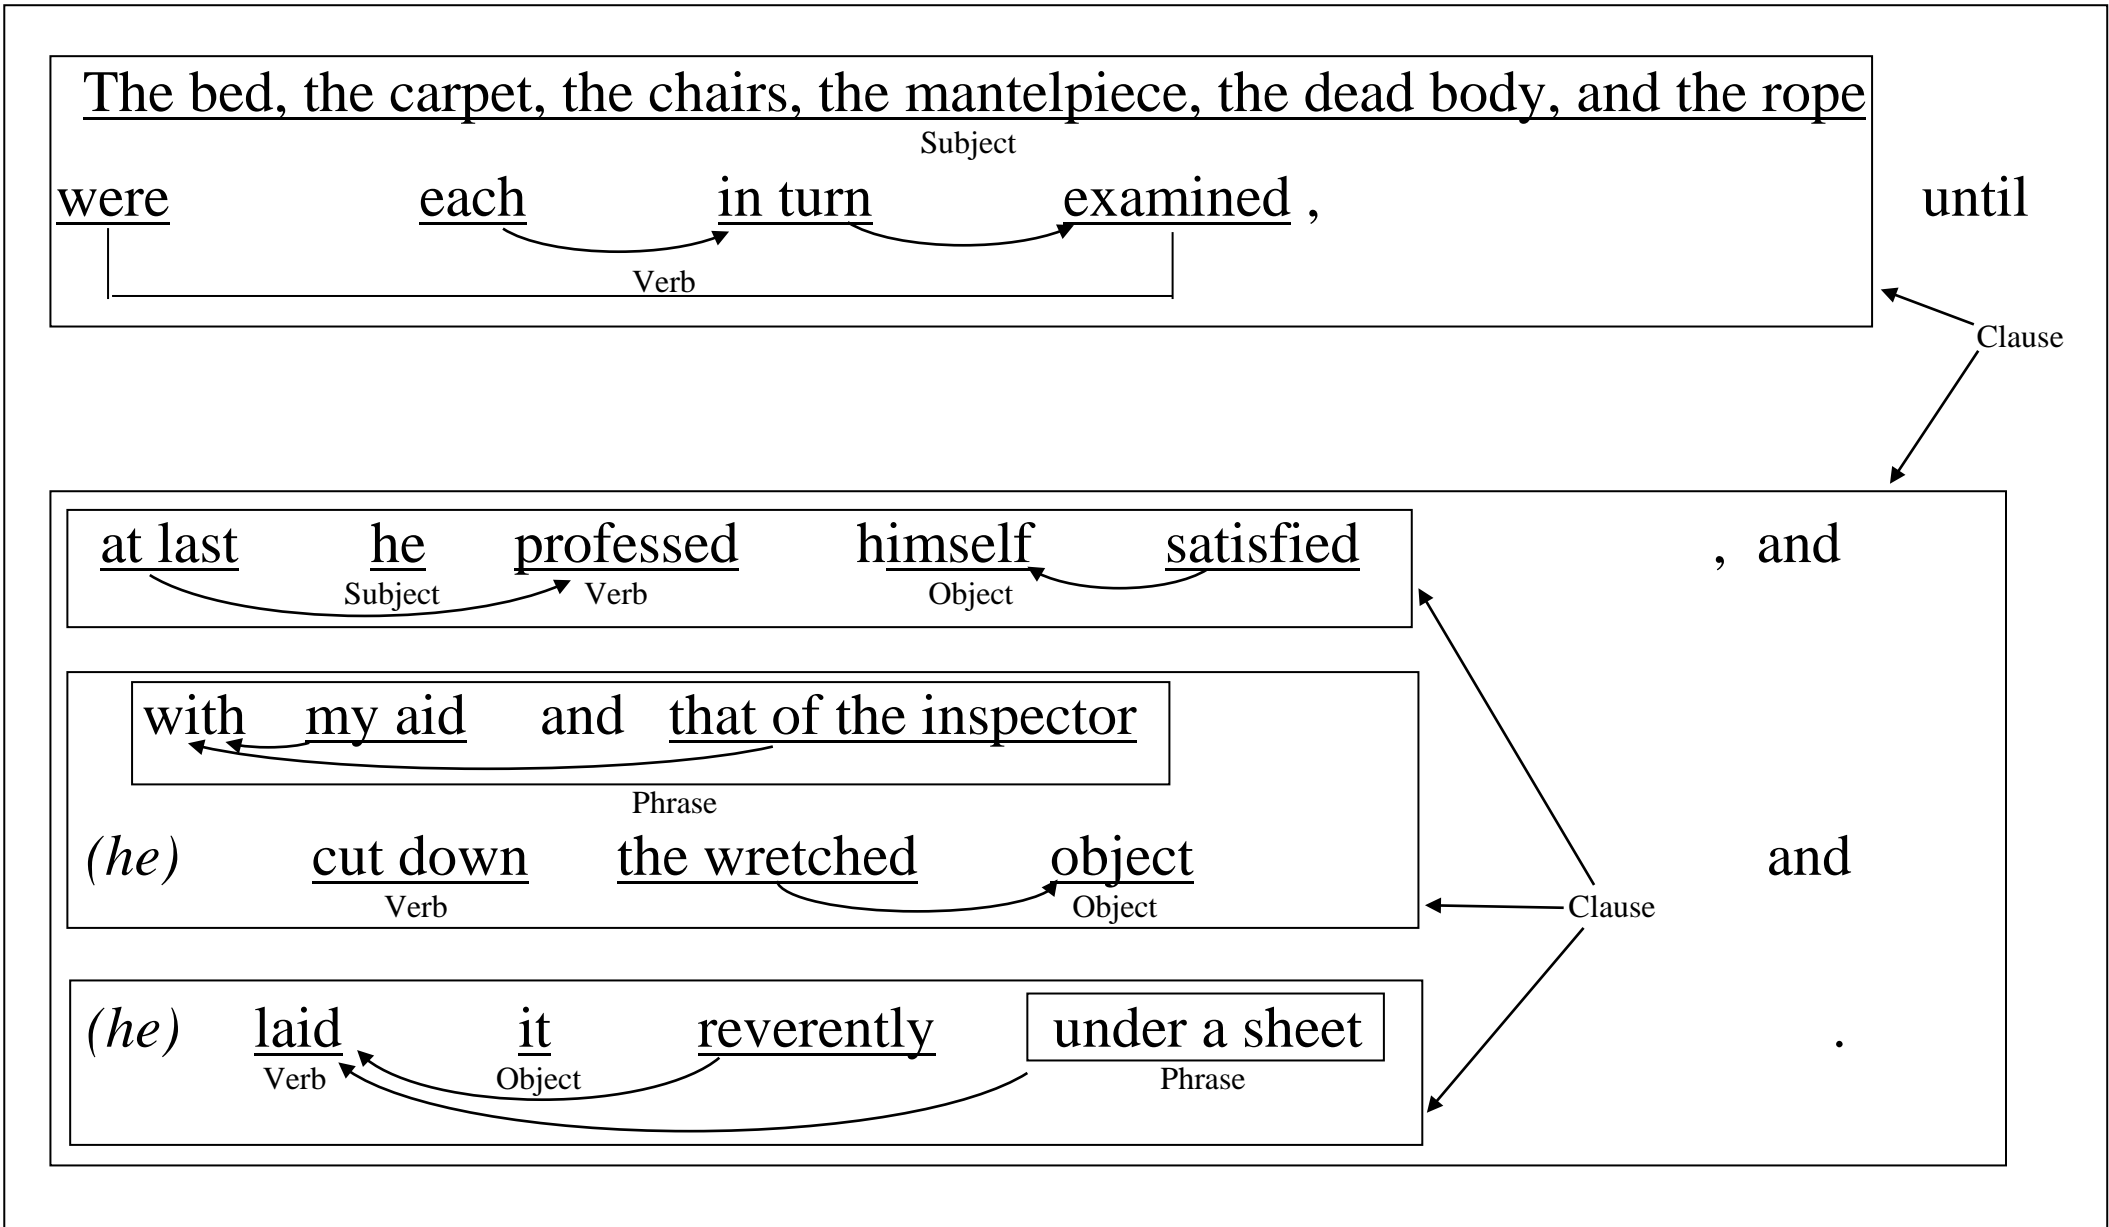 The bed, the carpet, the chairs, the mantelpiece, the dead body, and the rope
Subject
were each in turn examined , until
Verb
Clause
at last he professed himself satisfied , and
Subject Verb Object
with my aid and that of the inspector
Phrase
(he) cut down the wretched object and
Verb Object Clause
(he) laid it reverently under a sheet .
Verb Object Phrase